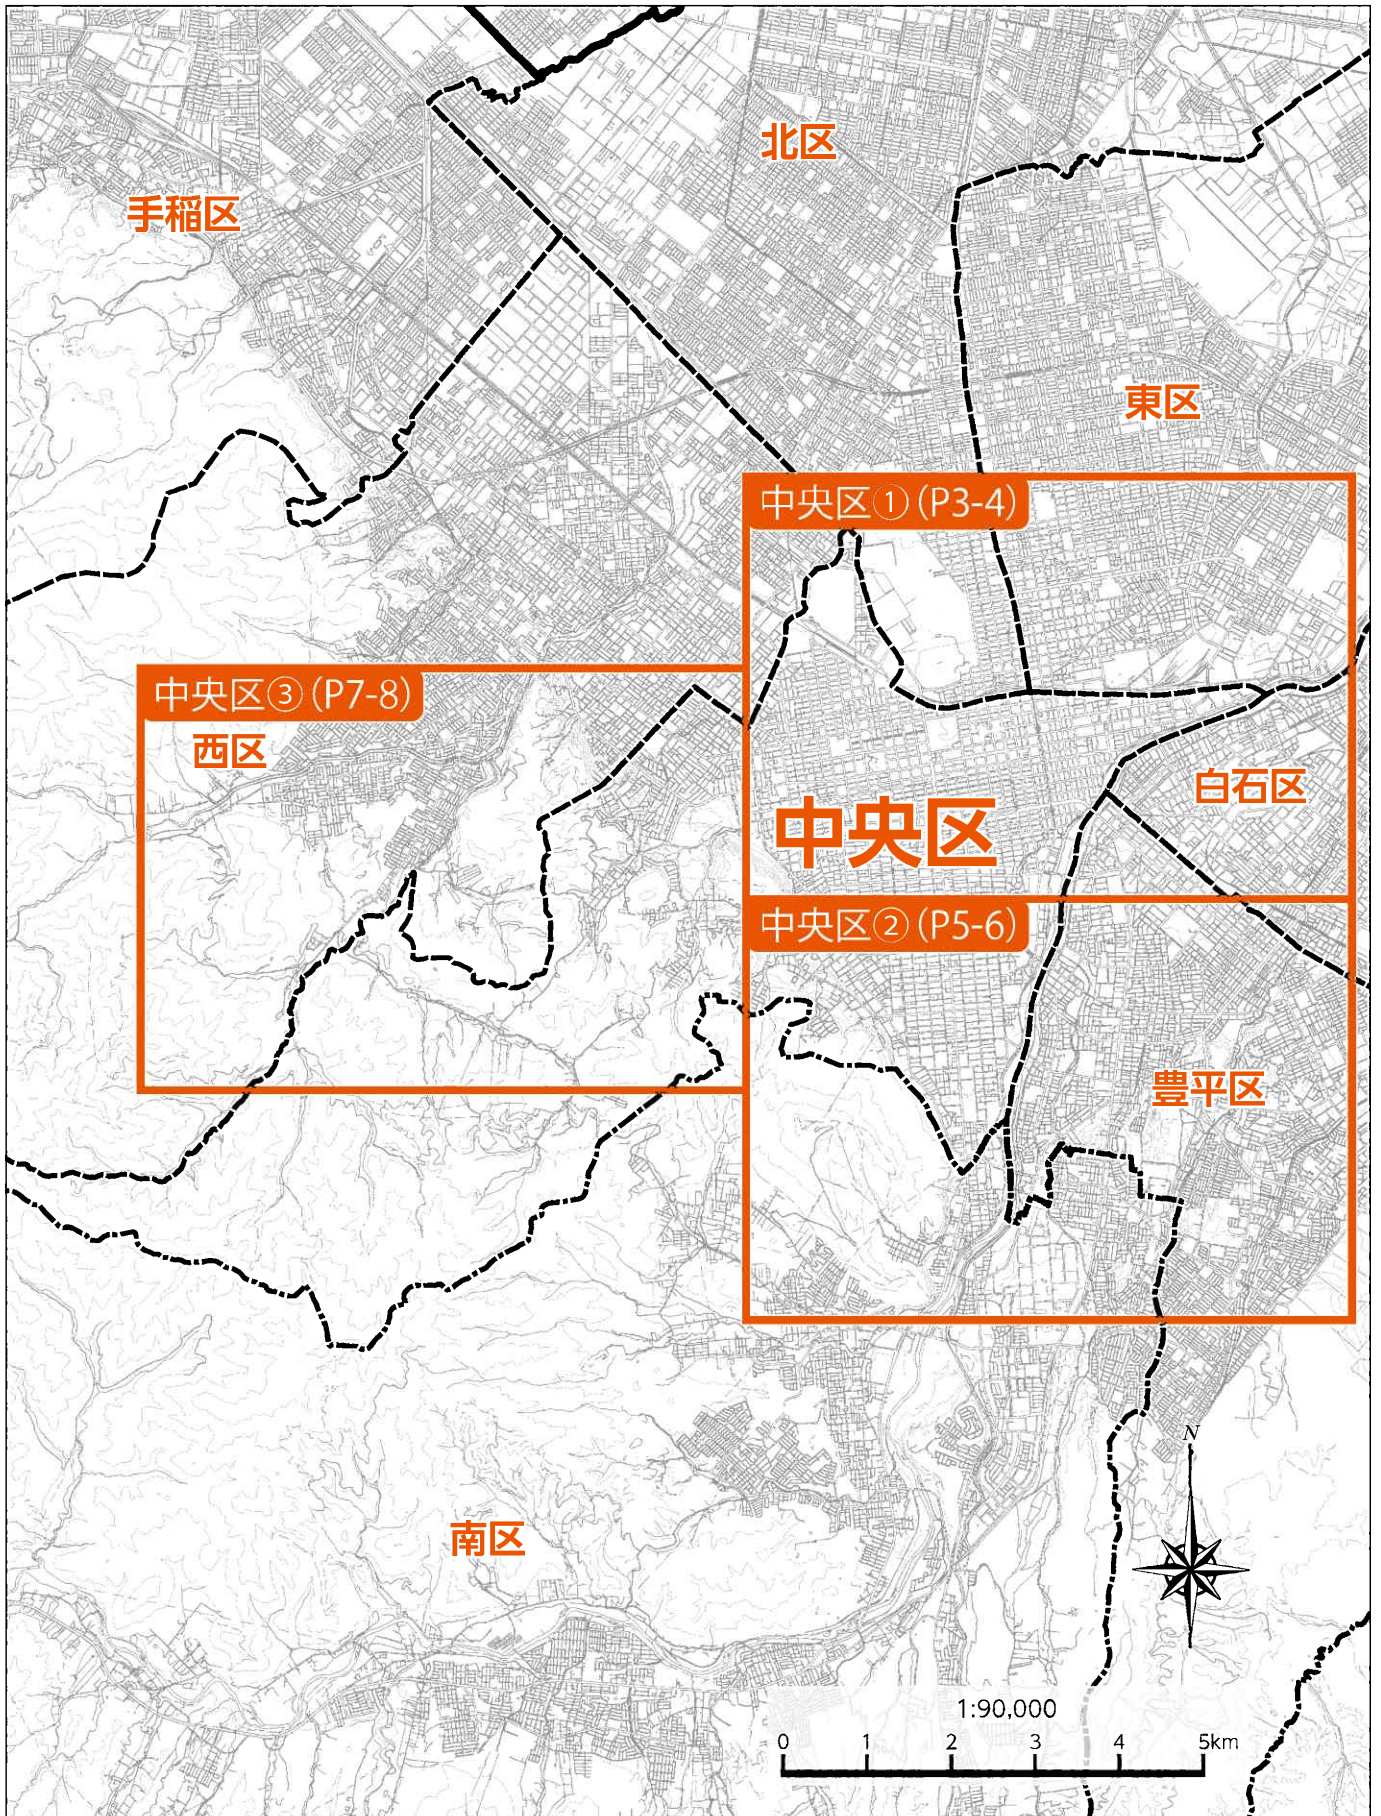 北区
手稲区
東区
中央区①(P3-4)
中央区③(P7-8)
西区
白石区
中央区
中央区②(P5-6)
豊平区
N
南区
1:90,000
0 1 2 3 4 5km